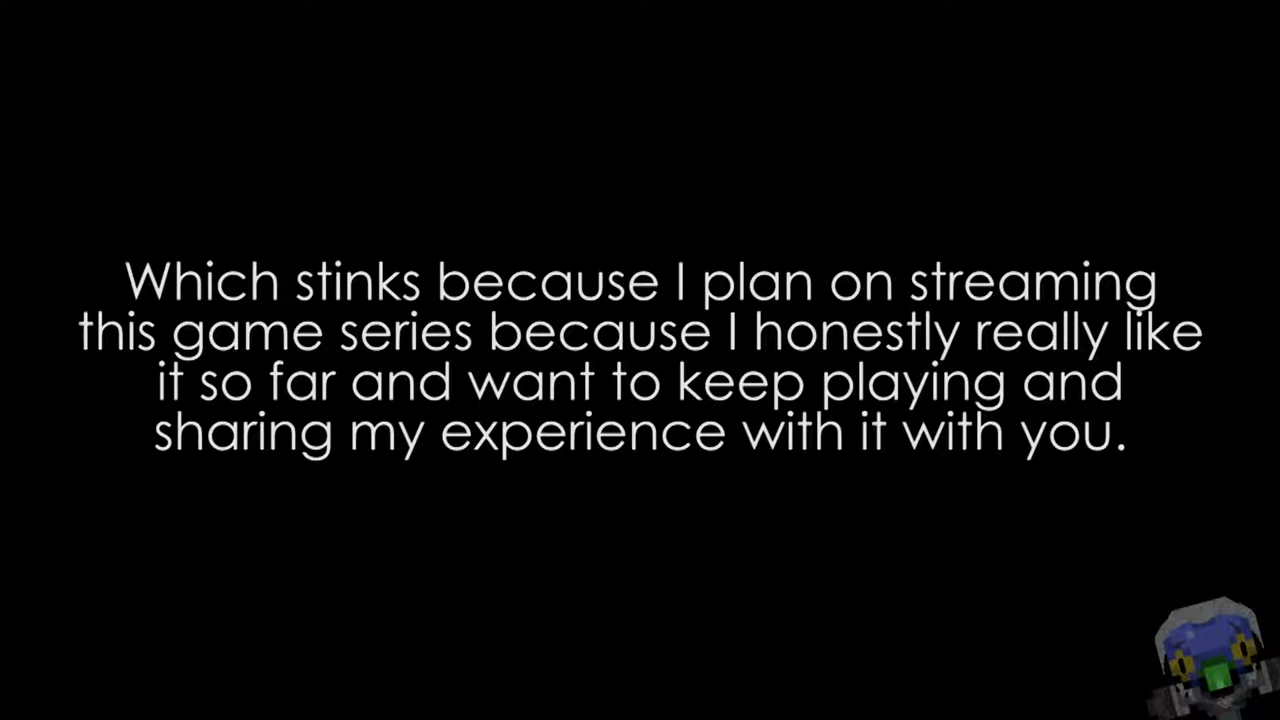 Which stinks because I plan on streaming
this game series because I honestly really like
it so far and want to keep playing and
sharing my experience with it with you.